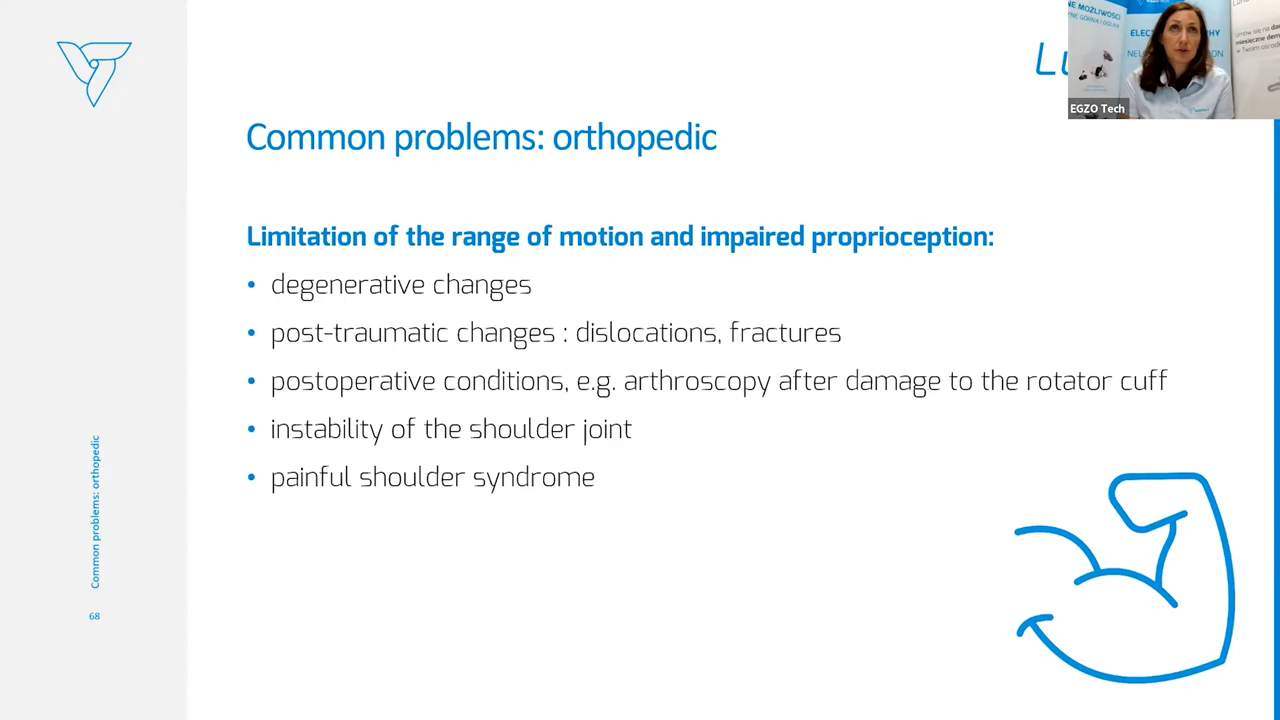 NE MOŻLIWOŚCI
Common problems: orthopedic
EGZO Tech
Limitation of the range of motion and impaired proprioception:
• degenerative changes
• post-traumatic changes : dislocations, fractures
• postoperative conditions, e.g. arthroscopy after damage to the rotator cuff
• instability of the shoulder joint
• painful shoulder syndrome
Common problems: orthopedic
68